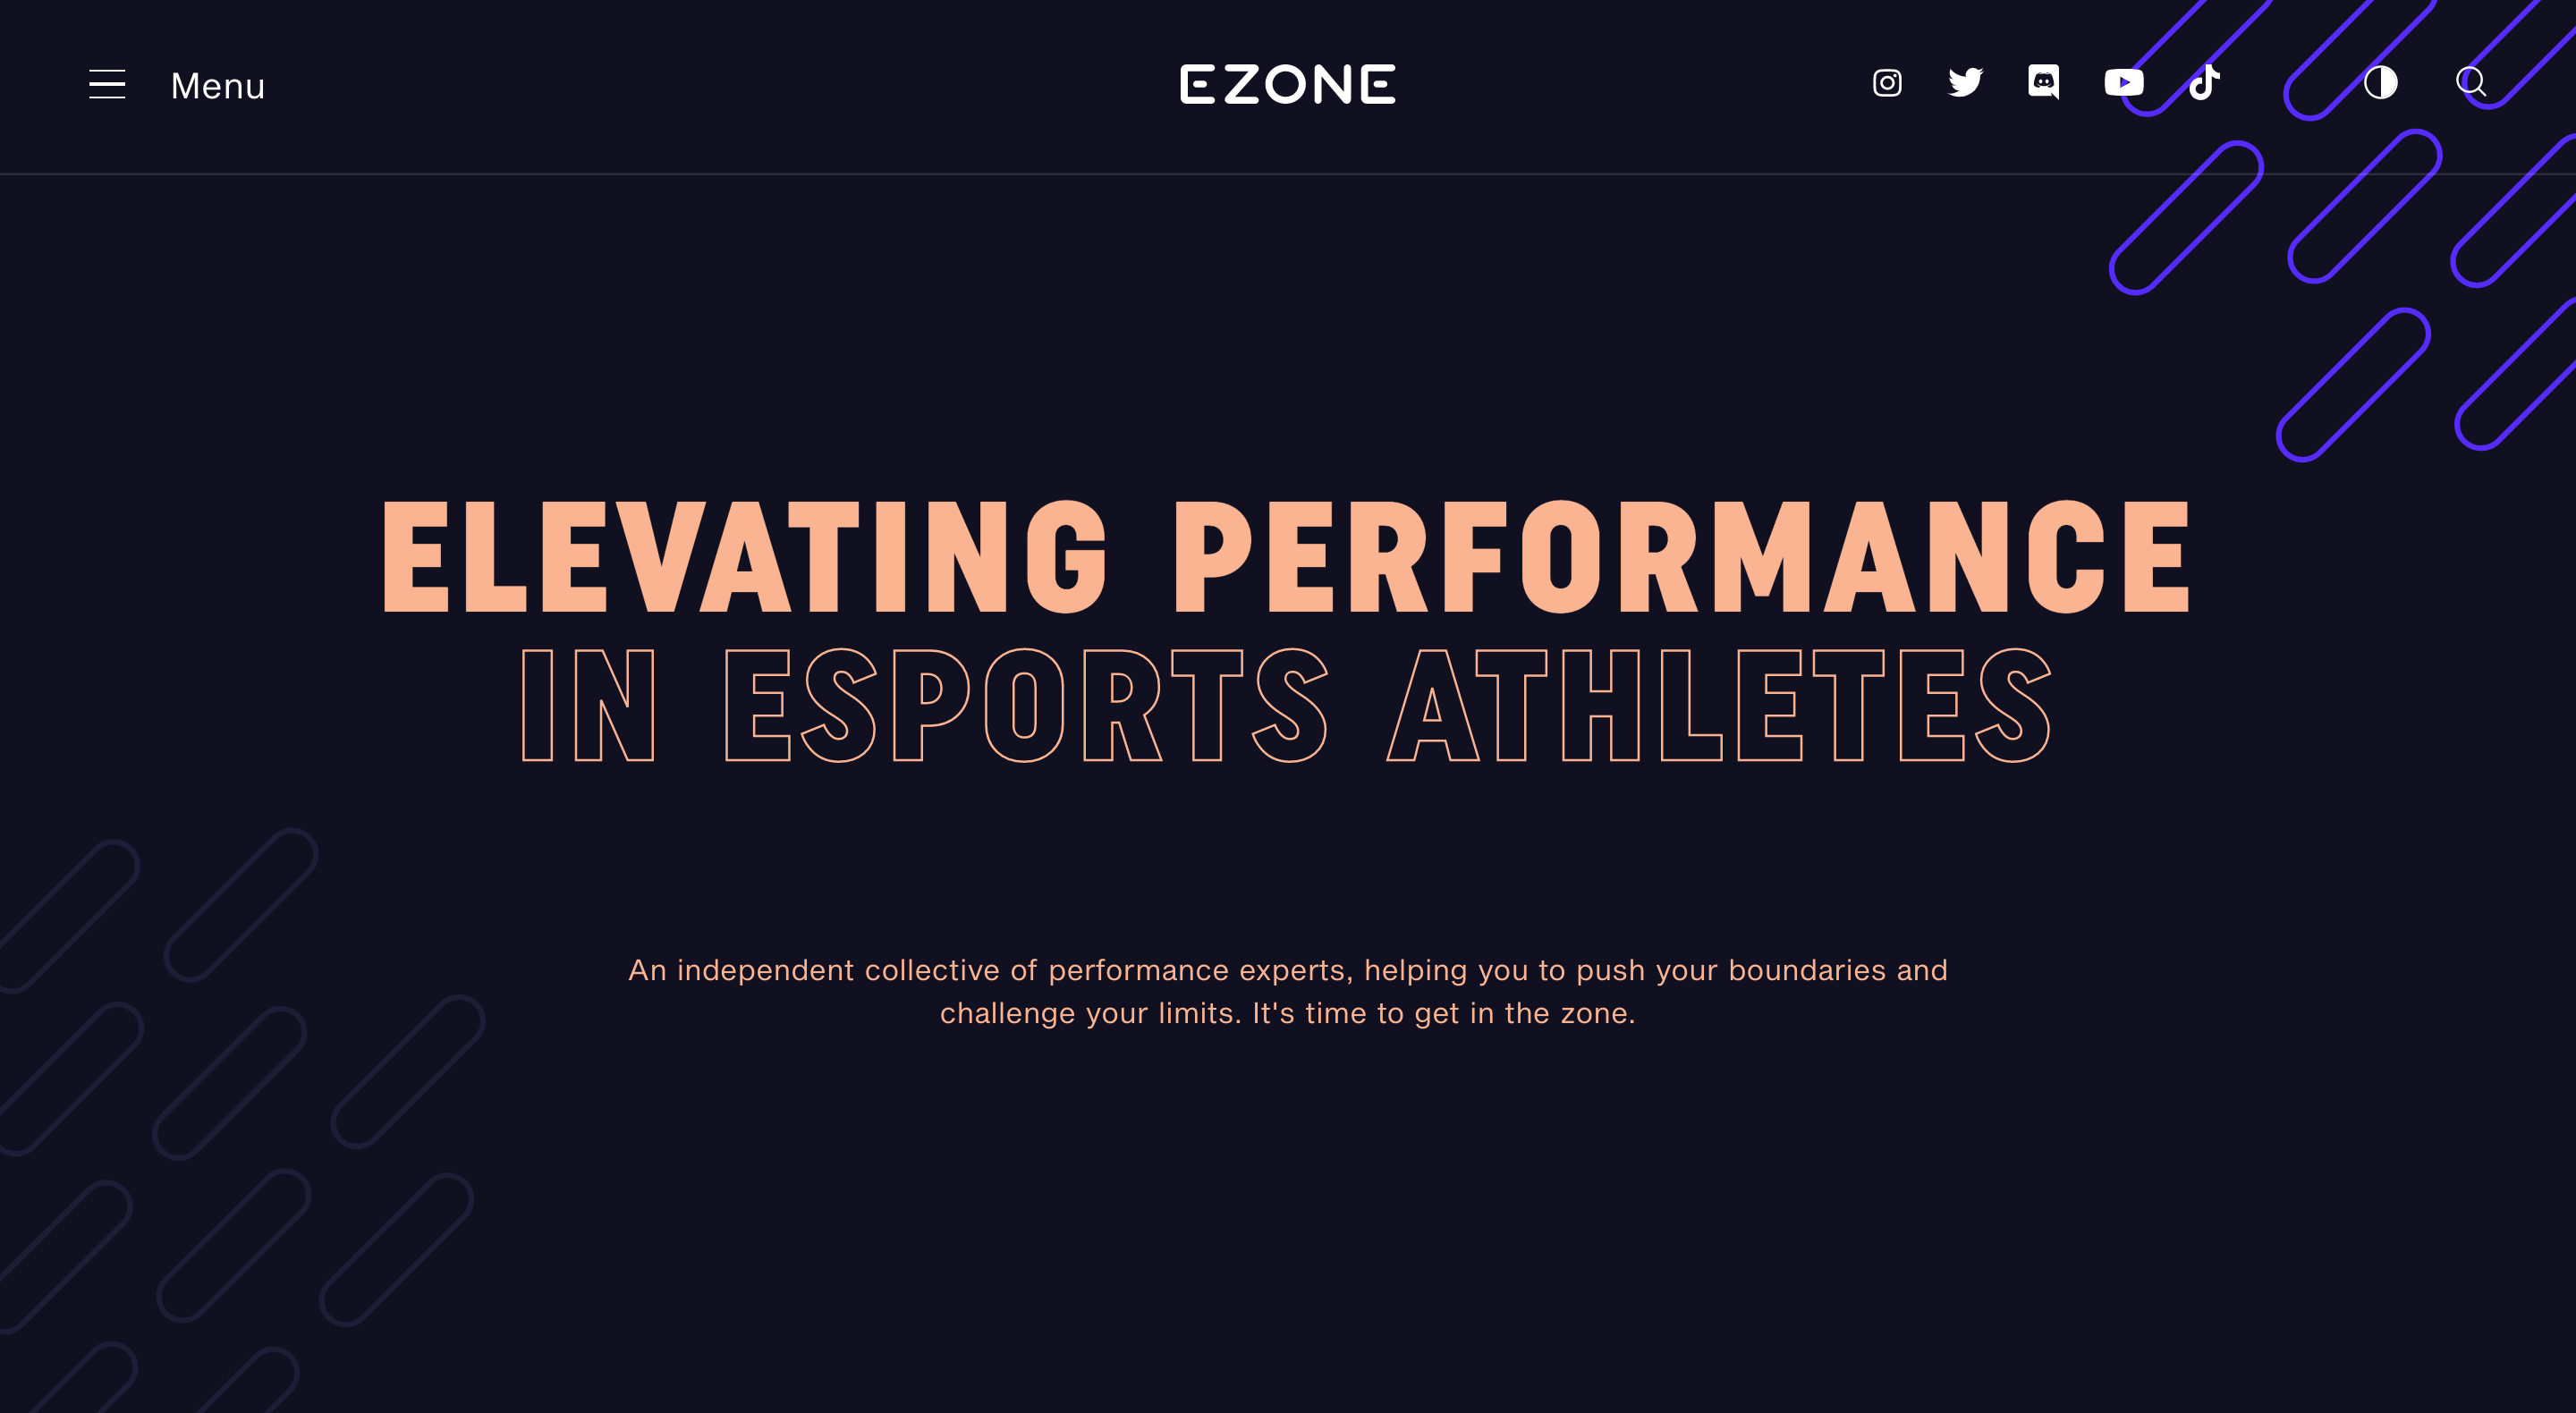 Menu
EZONE
ELEVATING PERFORMANCE
IN ESPORTS ATHLETES
An independent collective of performance experts, helping you to push your boundaries and
challenge your limits. It's time to get in the zone.